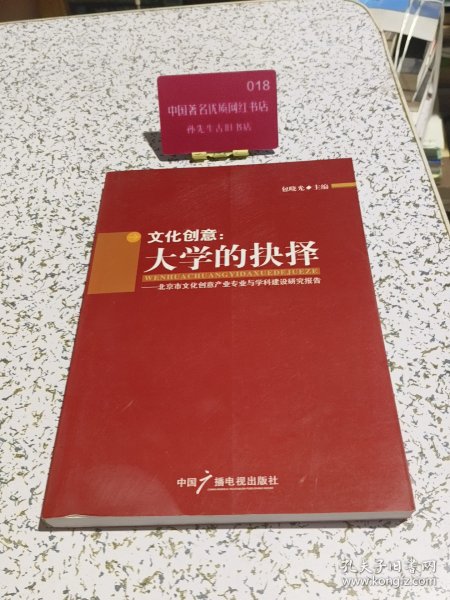 018
中国著名优质网红书店
孙先生古旧书店
包晓光 主编
文化创意：
大学的抉择
WENHUACHUANGYIDAXUEDEJUEZE
——北京市文化创意产业专业与学科建设研究报告
中国广播电视出版社
孔夫子旧书网
www.kongfz.com